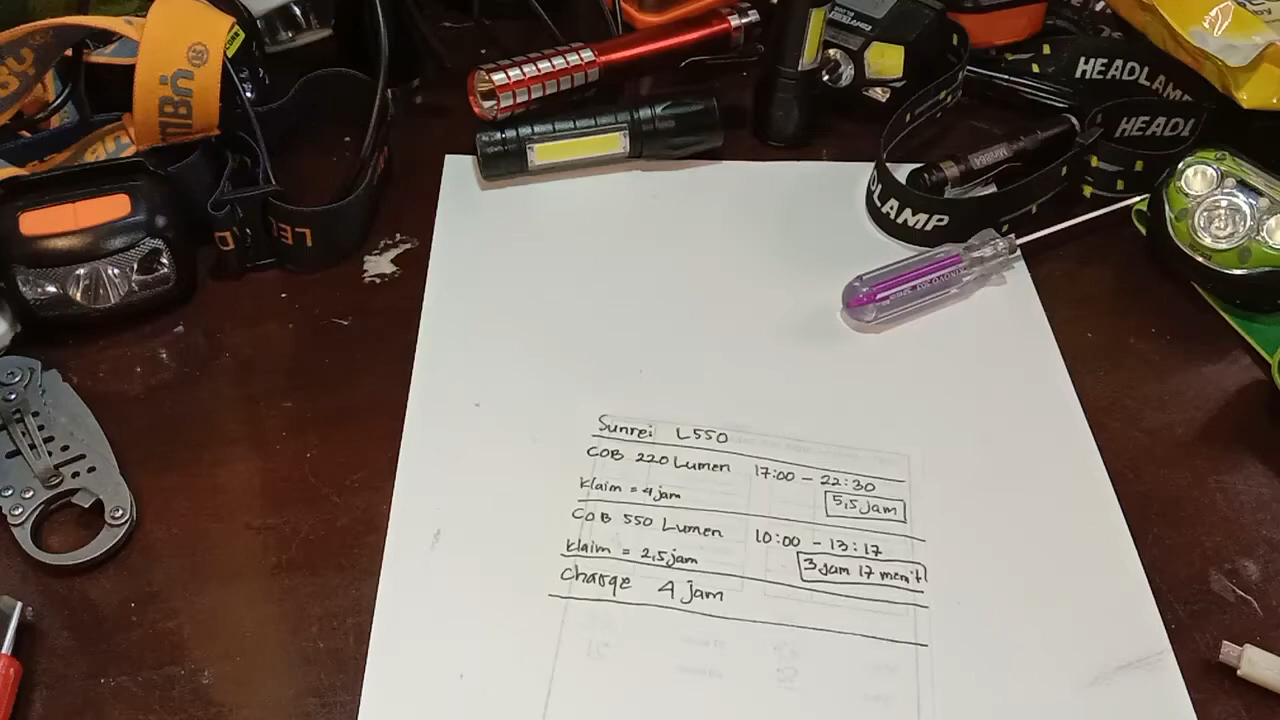 HEADLAMP
HEADL
DLAMP
LED
Sunrei L550
COB 220 Lumen 17:00 - 22:30
Klaim = 4 jam 5,5 jam
COB 550 Lumen 10:00 - 13:17
Klaim = 2,5 jam 3 jam 17 menit
Charge 4 jam